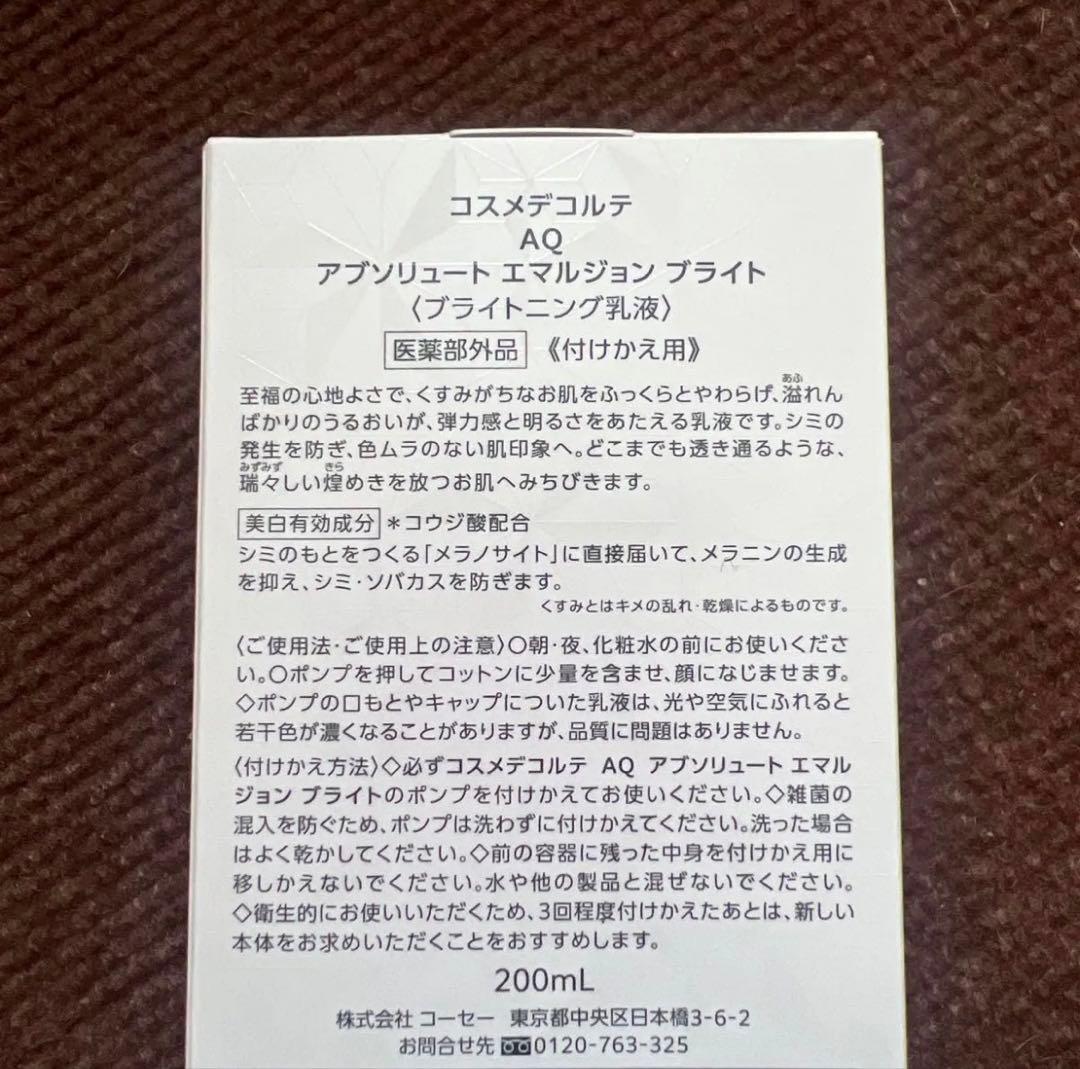 コスメデコルテ
AQ
アブソリュート エマルジョン ブライト
〈ブライトニング乳液〉
医薬部外品 《付けかえ用》
至福の心地よさで、くすみがちなお肌をふっくらとやわらげ、溢れん
ばかりのうるおいが、弾力感と明るさをあたえる乳液です。シミの
発生を防ぎ、色ムラのない肌印象へ。どこまでも透き通るような、
瑞々しい煌めきを放つお肌へみちびきます。
美白有効成分 *コウジ酸配合
シミのもとをつくる「メラノサイト」に直接届いて、メラニンの生成
を抑え、シミ・ソバカスを防ぎます。
くすみとはキメの乱れ・乾燥によるものです。
〈ご使用法・ご使用上の注意〉○朝・夜、化粧水の前にお使いくださ
い。○ポンプを押してコットンに少量を含ませ、顔になじませます。
◇ポンプの口もとやキャップについた乳液は、光や空気にふれると
若干色が濃くなることがありますが、品質に問題はありません。
〈付けかえ方法〉◇必ずコスメデコルテ AQ アブソリュート エマル
ジョン ブライトのポンプを付けかえてお使いください。◇雑菌の
混入を防ぐため、ポンプは洗わずに付けかえてください。洗った場合
はよく乾かしてください。◇前の容器に残った中身を付けかえ用に
移しかえないでください。水や他の製品と混ぜないでください。
◇衛生的にお使いいただくため、3回程度付けかえたあとは、新しい
本体をお求めいただくことをおすすめします。
200mL
株式会社 コーセー 東京都中央区日本橋3-6-2
お問合せ先 0120-763-325